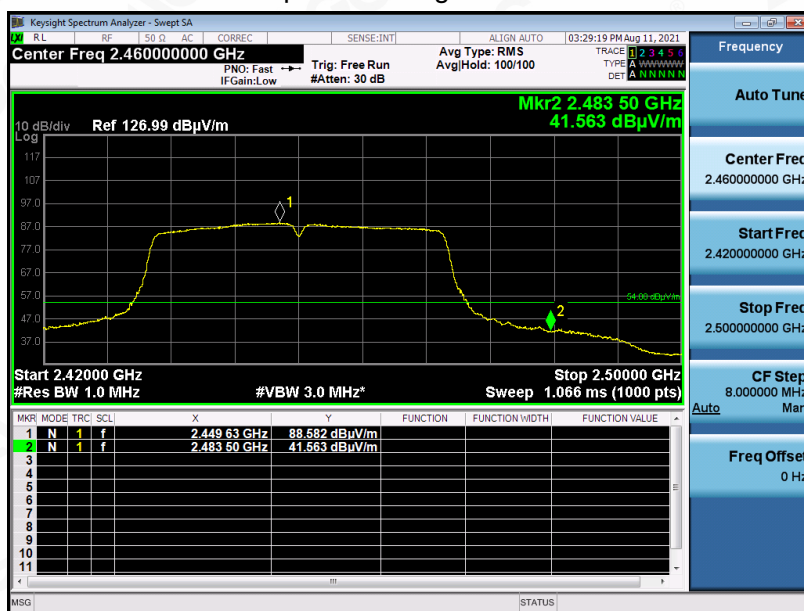 Keysight Spectrum Analyzer - Swept SA
LXI RL RF 50 Ω AC CORREC SENSE:INT ALIGN AUTO 03:29:19 PM Aug 11, 2021
Center Freq 2.460000000 GHz
PNO: Fast
IFGain:Low
Trig: Free Run
#Atten: 30 dB
Avg Type: RMS
Avg|Hold: 100/100
TRACE 1 2 3 4 5 6
TYPE A WWWWW
DET A N N N N N
Mkr2 2.483 50 GHz
41.563 dBµV/m
10 dB/div Ref 126.99 dBµV/m
Log
117
107
97.0
87.0
77.0
67.0
57.0
47.0
37.0
1
54.00 dBµV/m
2
Start 2.42000 GHz Stop 2.50000 GHz
#Res BW 1.0 MHz #VBW 3.0 MHz* Sweep 1.066 ms (1000 pts)
MKR MODE TRC SCL X Y FUNCTION FUNCTION WIDTH FUNCTION VALUE
1 N 1 f 2.449 63 GHz 88.582 dBµV/m
2 N 1 f 2.483 50 GHz 41.563 dBµV/m
3
4
5
6
7
8
9
10
11
MSG STATUS
Frequency
Auto Tune
Center Freq
2.460000000 GHz
Start Freq
2.420000000 GHz
Stop Freq
2.500000000 GHz
CF Step
8.000000 MHz
Auto Man
Freq Offset
0 Hz